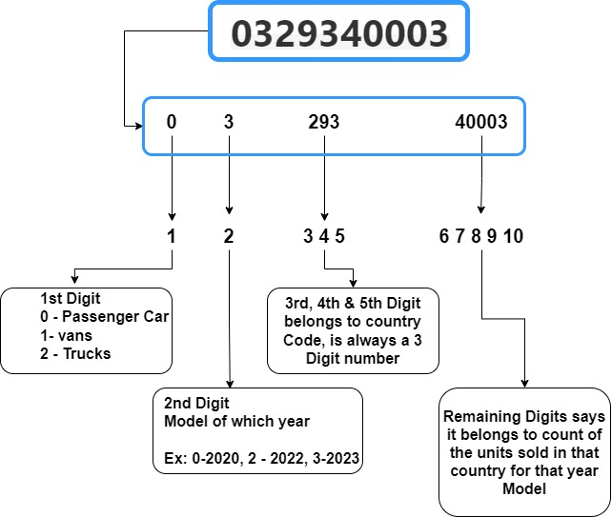 0329340003
0 3 293 40003
1 2 3 4 5 6 7 8 9 10
1st Digit
0 - Passenger Car
1- vans
2 - Trucks
3rd, 4th & 5th Digit
belongs to country
Code, is always a 3
Digit number
2nd Digit
Model of which year
Ex: 0-2020, 2 - 2022, 3-2023
Remaining Digits says
it belongs to count of
the units sold in that
country for that year
Model